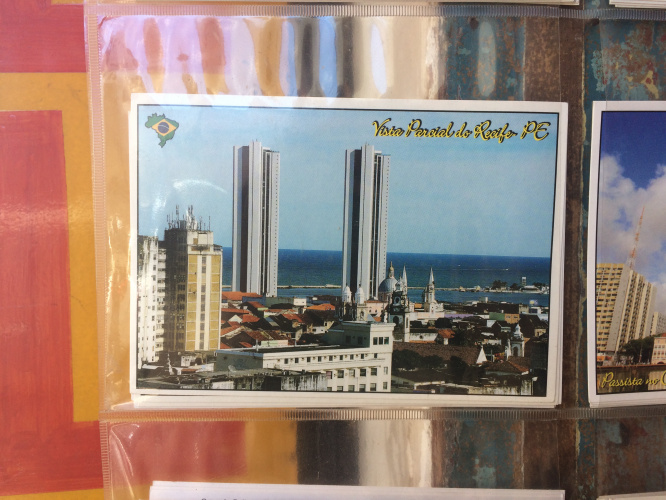 Vista Parcial do Recife - PE
Passista no